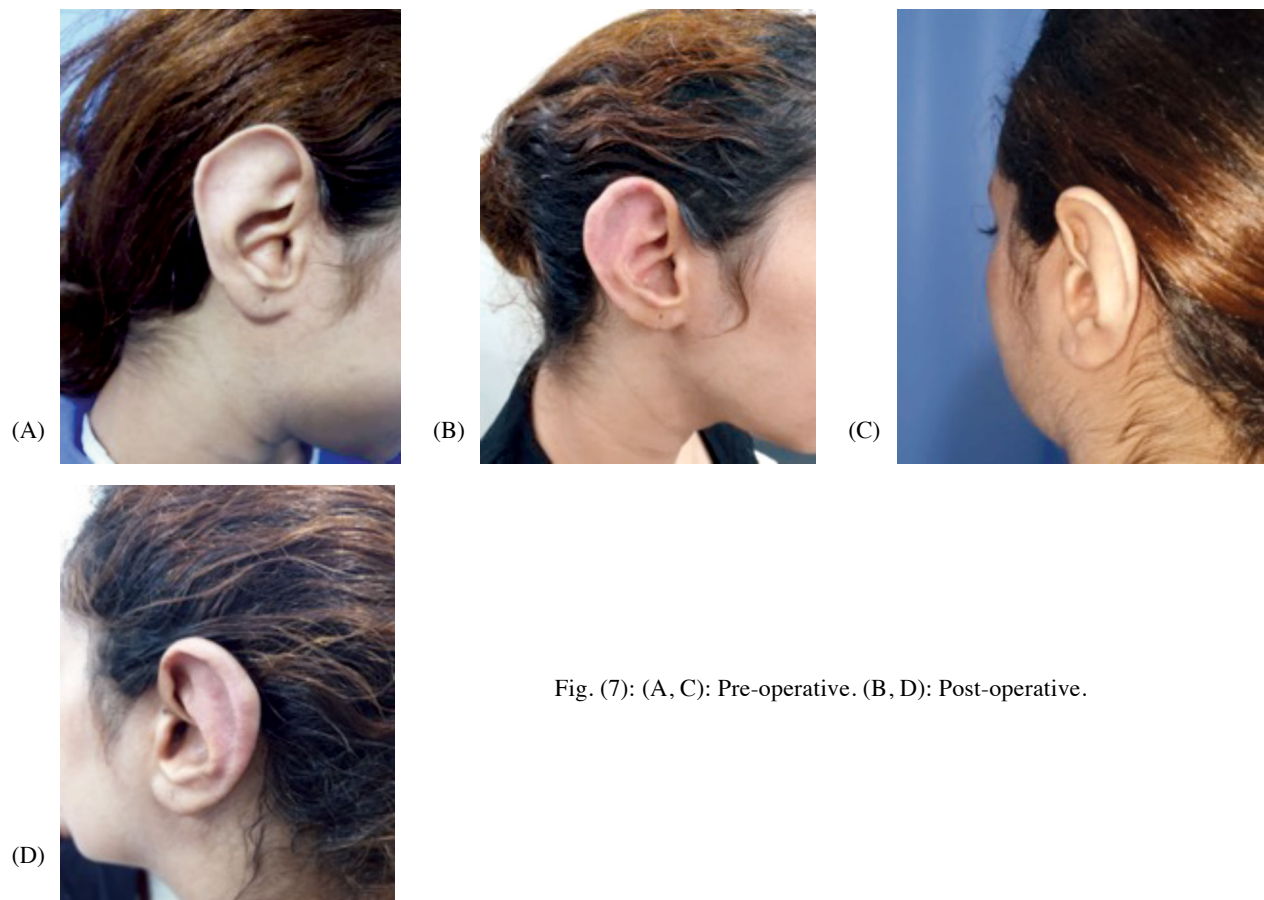 (A)
(B)
(C)
(D)
Fig. (7): (A, C): Pre-operative. (B, D): Post-operative.